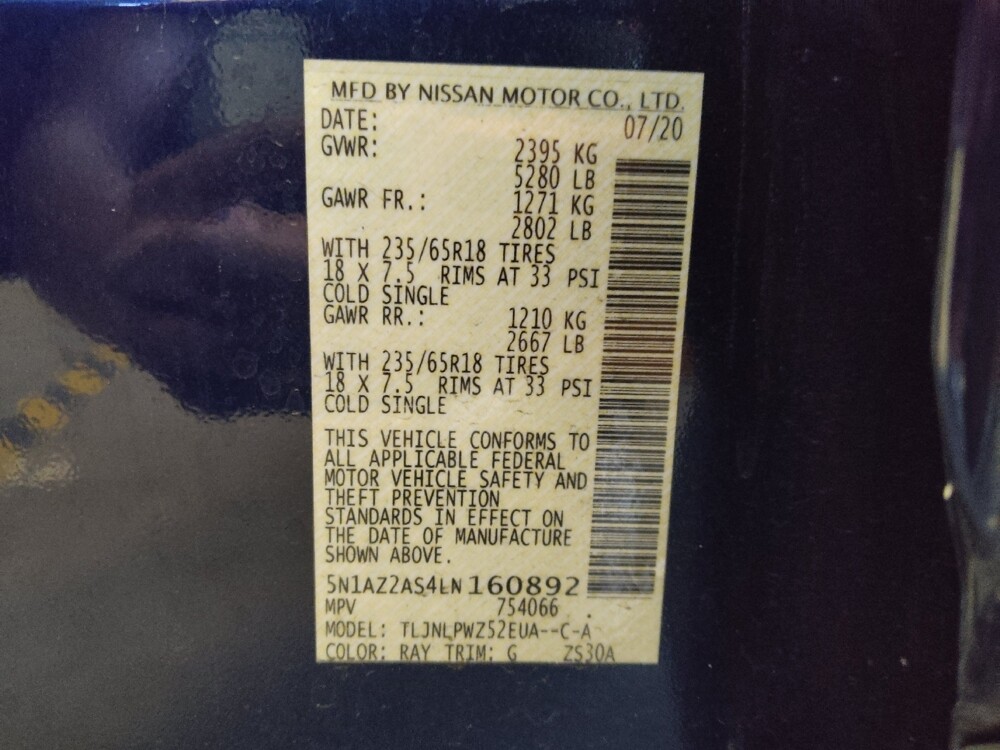 MFD BY NISSAN MOTOR CO., LTD.
DATE: 07/20
GVWR: 2395 KG
5280 LB
GAWR FR.: 1271 KG
2802 LB
WITH 235/65R18 TIRES
18 X 7.5 RIMS AT 33 PSI
COLD SINGLE
GAWR RR.: 1210 KG
2667 LB
WITH 235/65R18 TIRES
18 X 7.5 RIMS AT 33 PSI
COLD SINGLE
THIS VEHICLE CONFORMS TO
ALL APPLICABLE FEDERAL
MOTOR VEHICLE SAFETY AND
THEFT PREVENTION
STANDARDS IN EFFECT ON
THE DATE OF MANUFACTURE
SHOWN ABOVE.
5N1AZ2AS4LN160892
MPV 754066
MODEL: TLJNLPWZ52EUA--C-A
COLOR: RAY TRIM: G ZS30A